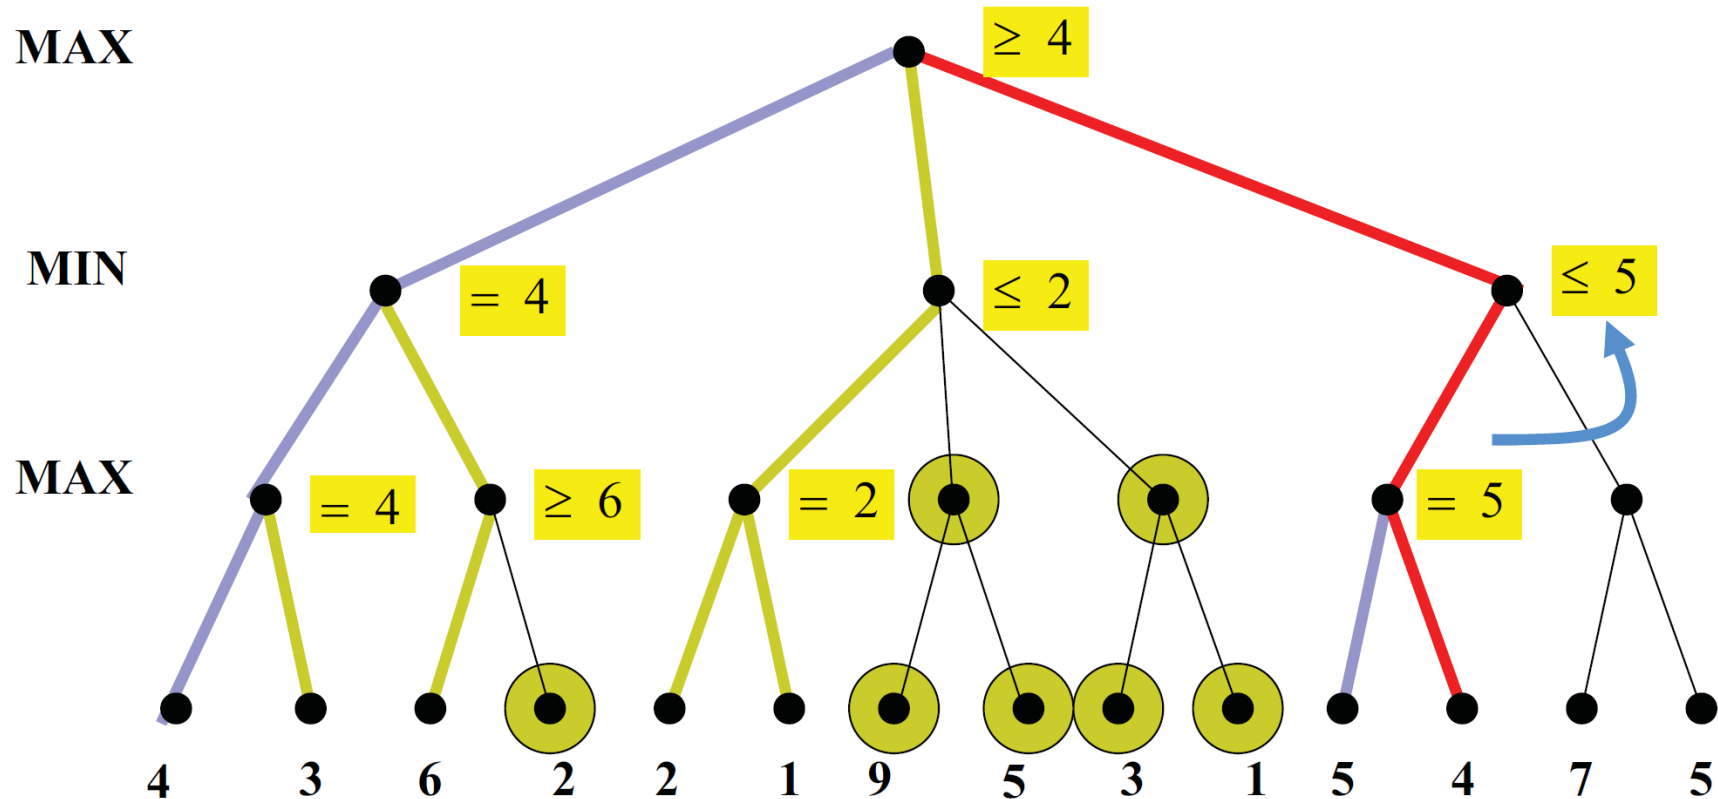 MAX ≥ 4
MIN = 4 ≤ 2 ≤ 5
MAX = 4 ≥ 6 = 2 = 5
4 3 6 2 2 1 9 5 3 1 5 4 7 5